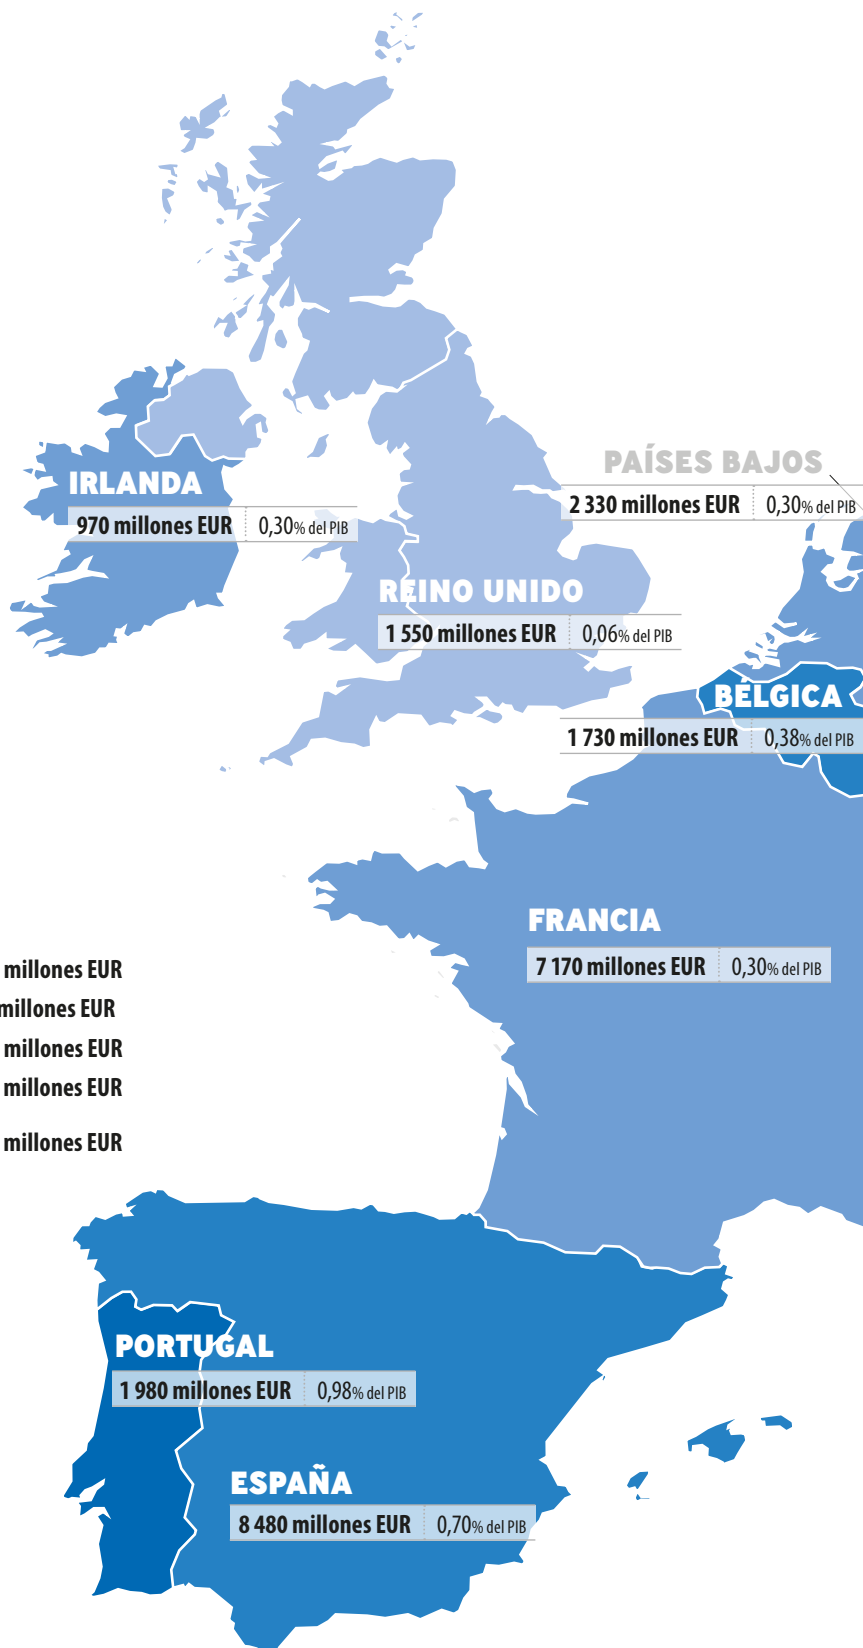 PAÍSES BAJOS
2 330 millones EUR 0,30% del PIB
IRLANDA
970 millones EUR 0,30% del PIB
REINO UNIDO
1 550 millones EUR 0,06% del PIB
BÉLGICA
1 730 millones EUR 0,38% del PIB
FRANCIA
7 170 millones EUR 0,30% del PIB
millones EUR
millones EUR
millones EUR
millones EUR
millones EUR
PORTUGAL
1 980 millones EUR 0,98% del PIB
ESPAÑA
8 480 millones EUR 0,70% del PIB